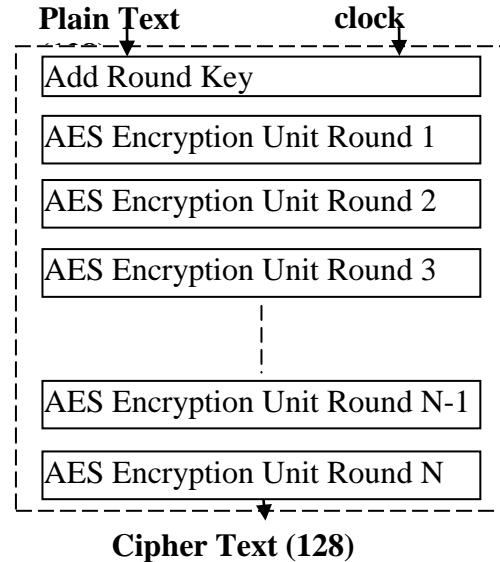 Plain Text clock
Add Round Key
AES Encryption Unit Round 1
AES Encryption Unit Round 2
AES Encryption Unit Round 3
AES Encryption Unit Round N-1
AES Encryption Unit Round N
Cipher Text (128)